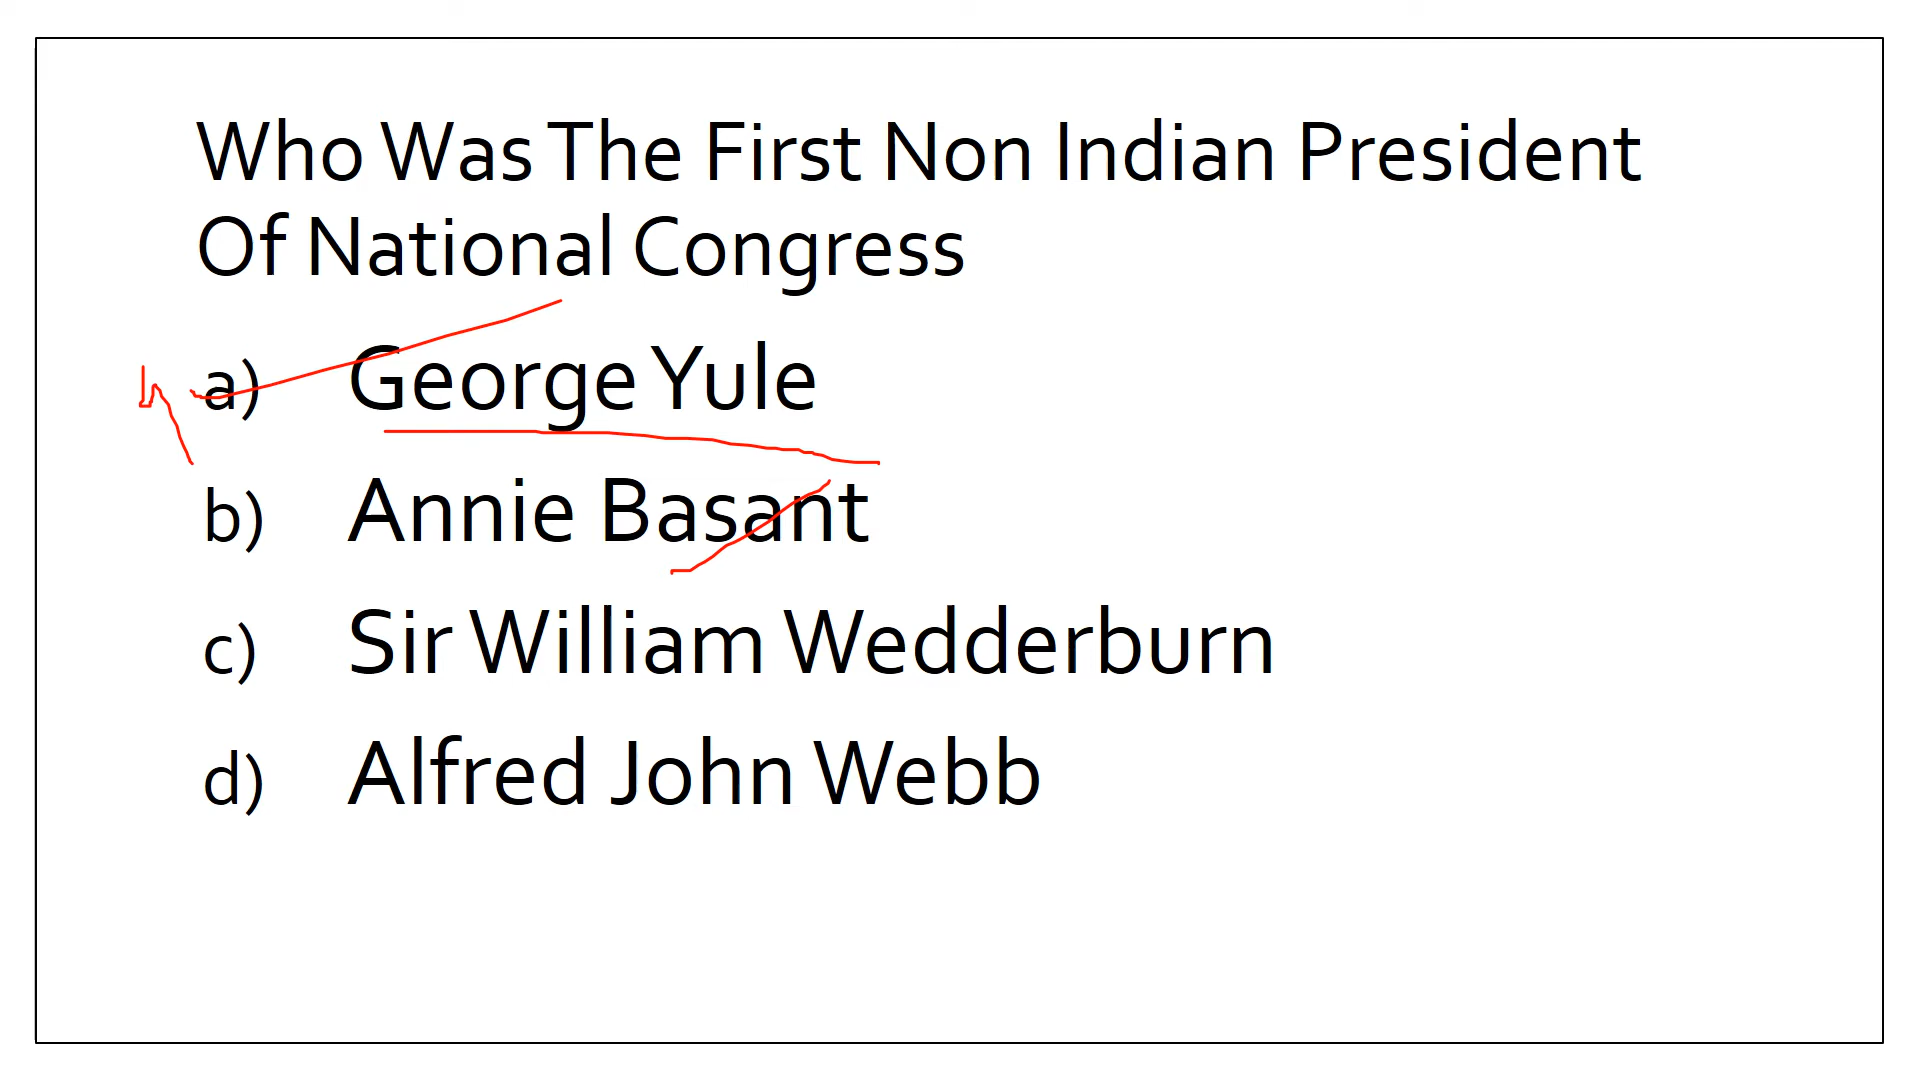 Who Was The First Non Indian President
Of National Congress
a) George Yule
b) Annie Basant
c) Sir William Wedderburn
d) Alfred John Webb